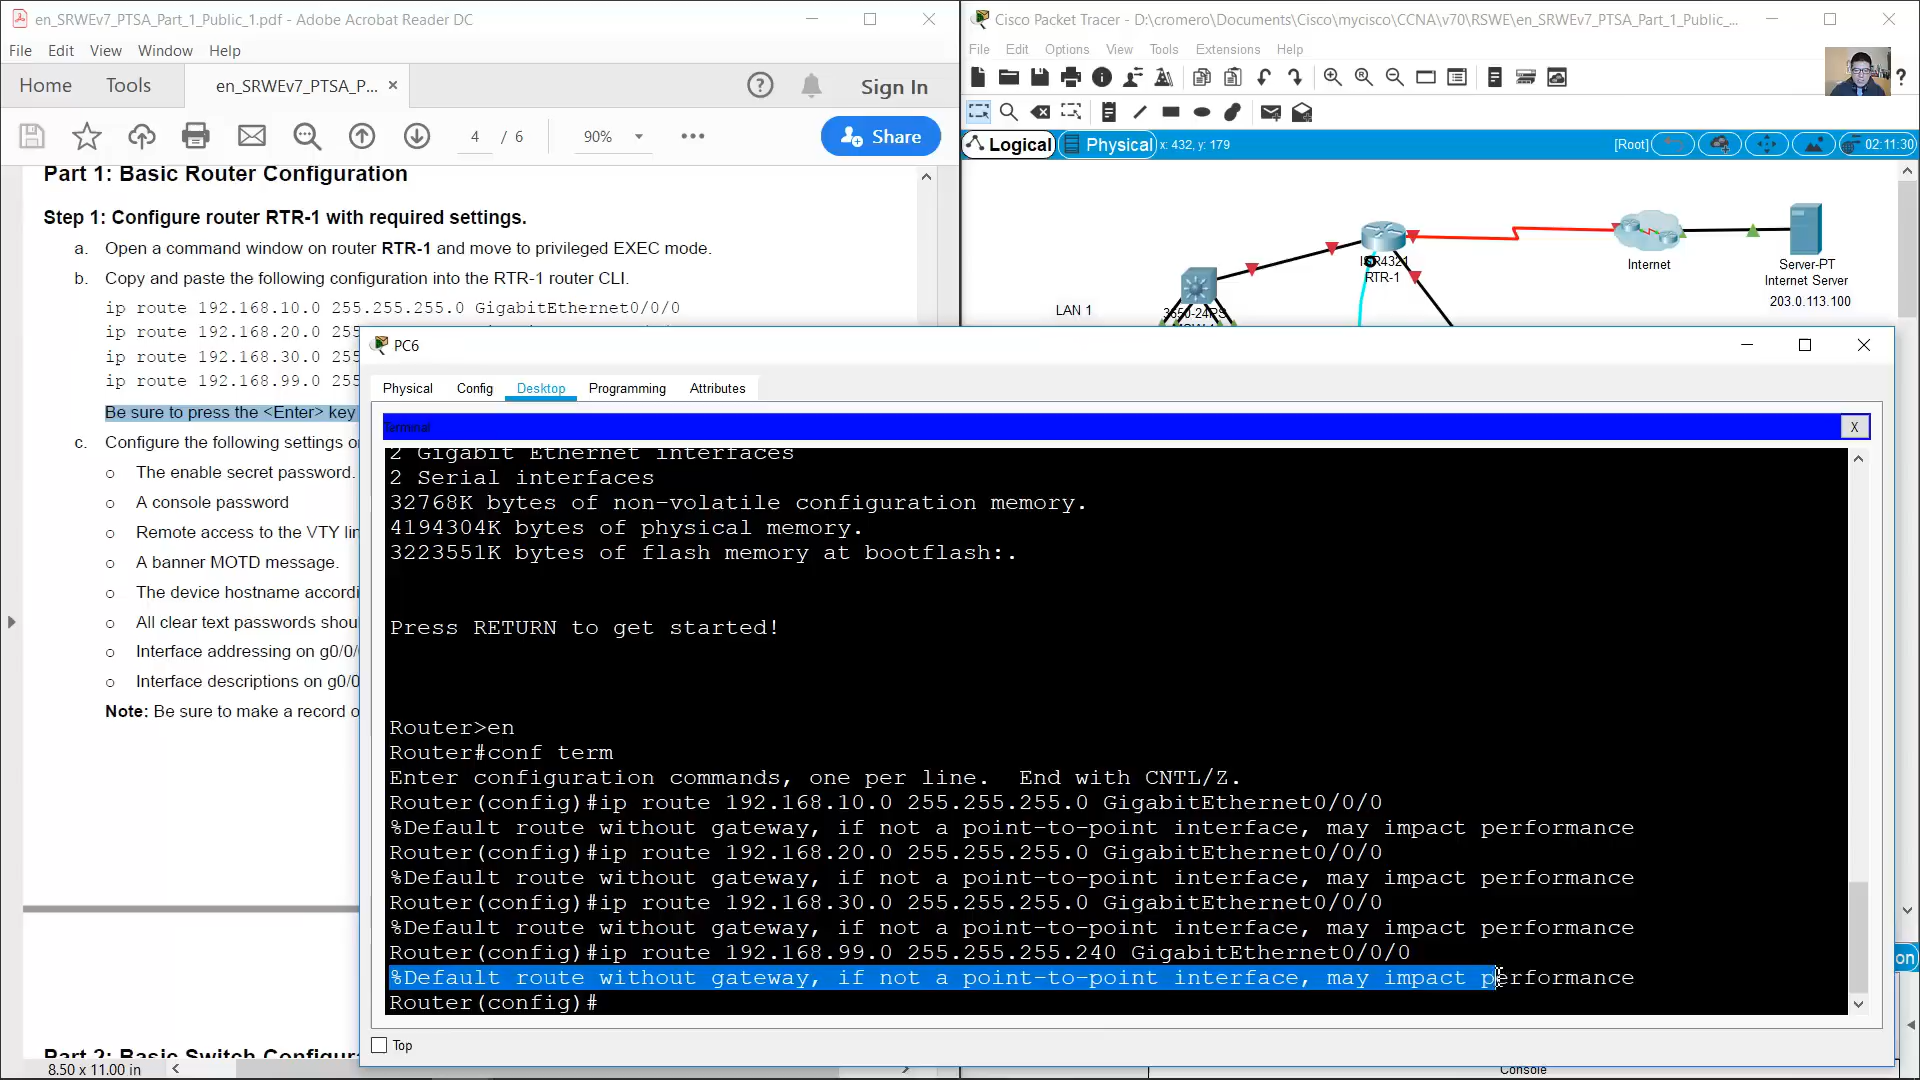 en_SRWEv7_PTSA_Part_1_Public_1.pdf - Adobe Acrobat Reader DC
File Edit View Window Help
Home Tools en_SRWEv7_PTSA_P... × Sign In
4 / 6 90% Share
Part 1: Basic Router Configuration
Step 1: Configure router RTR-1 with required settings.
a. Open a command window on router RTR-1 and move to privileged EXEC mode.
b. Copy and paste the following configuration into the RTR-1 router CLI.
ip route 192.168.10.0 255.255.255.0 GigabitEthernet0/0/0
ip route 192.168.20.0 255
ip route 192.168.30.0 255
ip route 192.168.99.0 255
Be sure to press the <Enter> key
c. Configure the following settings
o The enable secret password.
o A console password
o Remote access to the VTY
o A banner MOTD message.
o The device hostname
o All clear text passwords
o Interface addressing on
o Interface descriptions on
Note: Be sure to make a record
Part 2: Basic Switch
8.50 x 11.00 in
Cisco Packet Tracer - D:\cromero\Documents\Cisco\mycisco\CCNA\v70\RSWE\en_SRWEv7_PTSA_Part_1_Public_...
File Edit Options View Tools Extensions Help
?
Logical Physical x: 432, y: 179 [Root] 02:11:30
ISR4321
RTR-1
Internet
Server-PT
Internet Server
203.0.113.100
LAN 1
3650-24PS
PC6
Physical Config Desktop Programming Attributes
Terminal X
2 Gigabit Ethernet interfaces
2 Serial interfaces
32768K bytes of non-volatile configuration memory.
4194304K bytes of physical memory.
3223551K bytes of flash memory at bootflash:.
Press RETURN to get started!
Router>en
Router#conf term
Enter configuration commands, one per line.  End with CNTL/Z.
Router(config)#ip route 192.168.10.0 255.255.255.0 GigabitEthernet0/0/0
%Default route without gateway, if not a point-to-point interface, may impact performance
Router(config)#ip route 192.168.20.0 255.255.255.0 GigabitEthernet0/0/0
%Default route without gateway, if not a point-to-point interface, may impact performance
Router(config)#ip route 192.168.30.0 255.255.255.0 GigabitEthernet0/0/0
%Default route without gateway, if not a point-to-point interface, may impact performance
Router(config)#ip route 192.168.99.0 255.255.255.240 GigabitEthernet0/0/0
%Default route without gateway, if not a point-to-point interface, may impact performance
Router(config)#
Top
Console